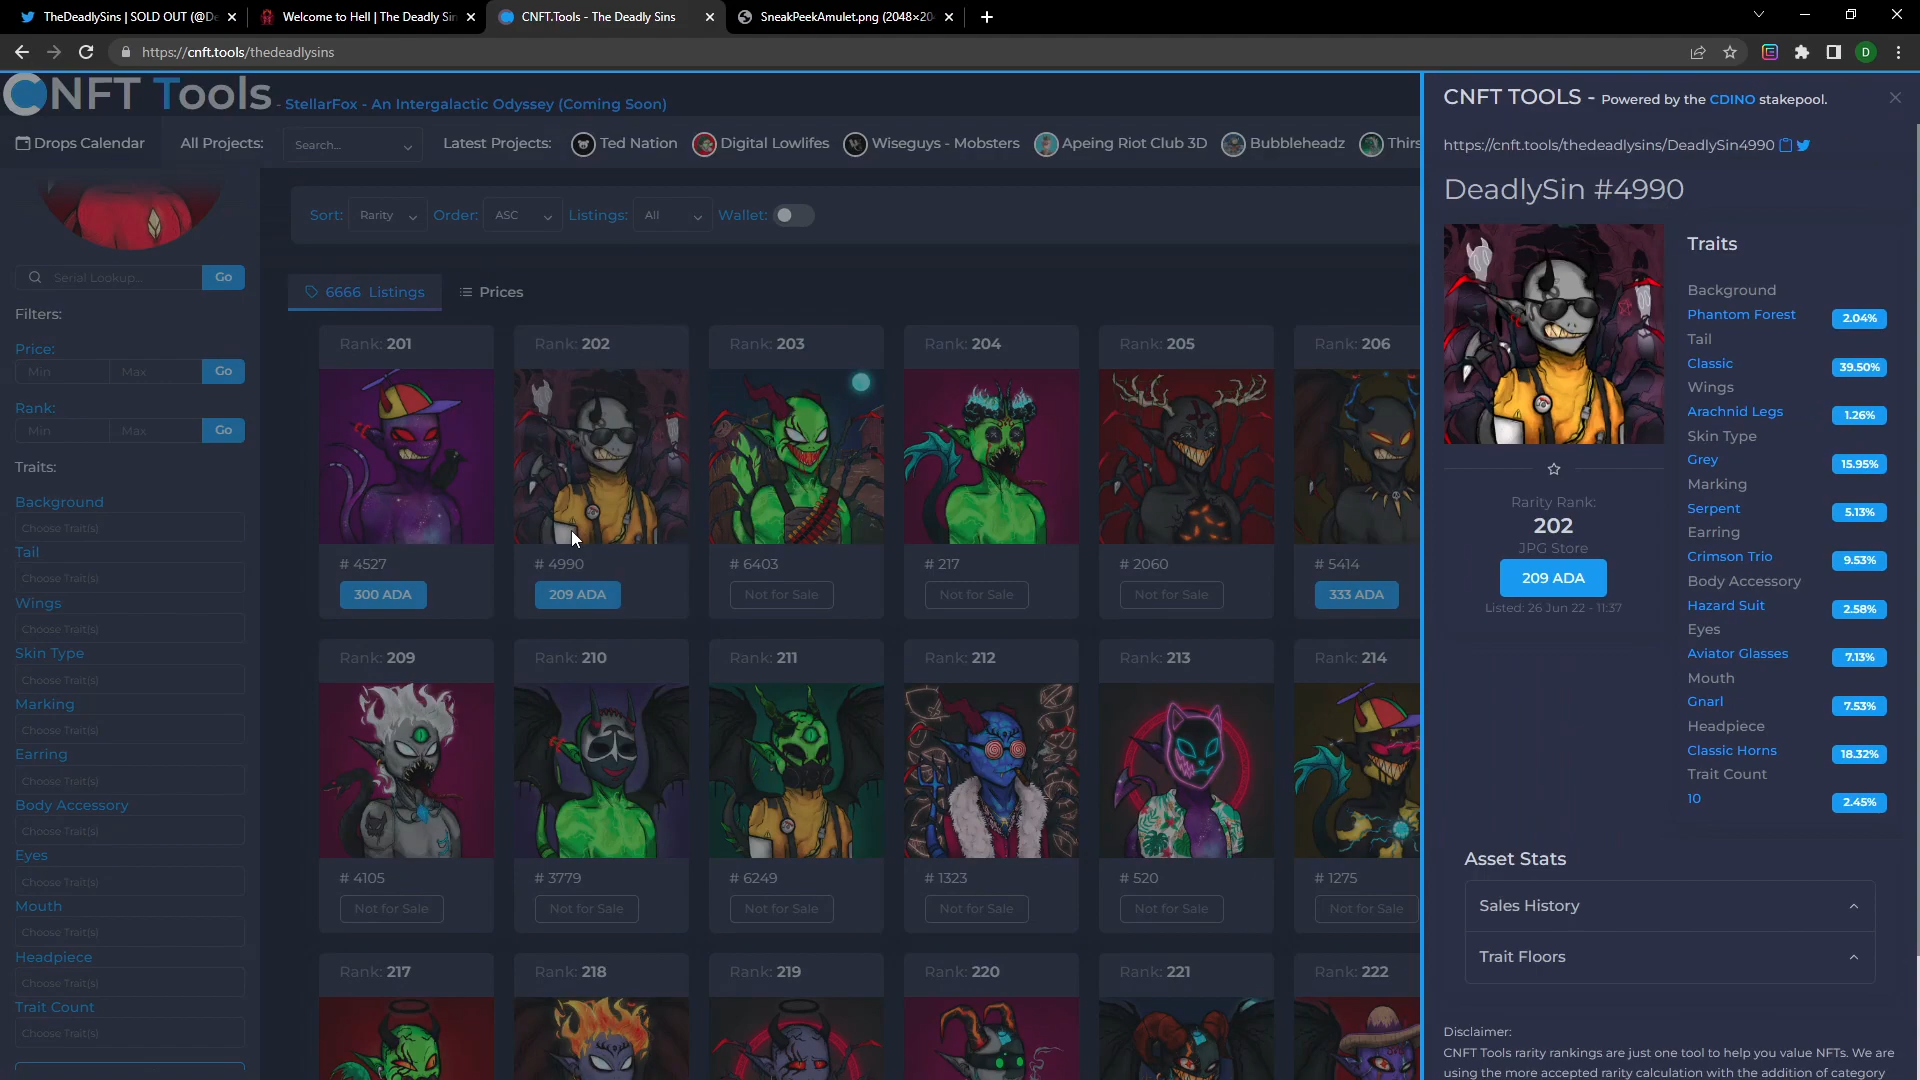 TheDeadlySins | SOLD OUT (@De
Welcome to Hell | The Deadly Sin
CNFT.Tools - The Deadly Sins
SneakPeekAmulet.png (2048×20
https://cnft.tools/thedeadlysins
D
CNFT Tools - StellarFox - An Intergalactic Odyssey (Coming Soon)
Drops Calendar
All Projects:
Search...
Latest Projects:
Ted Nation
Digital Lowlifes
Wiseguys - Mobsters
Apeing Riot Club 3D
Bubbleheadz
Thirs
Sort: Rarity Order: ASC Listings: All Wallet:
Serial Lookup... Go
Filters:
Price:
Min Max Go
Rank:
Min Max Go
Traits:
Background
Choose Trait(s)
Tail
Choose Trait(s)
Wings
Choose Trait(s)
Skin Type
Choose Trait(s)
Marking
Choose Trait(s)
Earring
Choose Trait(s)
Body Accessory
Choose Trait(s)
Eyes
Choose Trait(s)
Mouth
Choose Trait(s)
Headpiece
Choose Trait(s)
Trait Count
Choose Trait(s)
6666 Listings
Prices
Rank: 201
# 4527
300 ADA
Rank: 202
# 4990
209 ADA
Rank: 203
# 6403
Not for Sale
Rank: 204
# 217
Not for Sale
Rank: 205
# 2060
Not for Sale
Rank: 206
# 5414
333 ADA
Rank: 209
# 4105
Not for Sale
Rank: 210
# 3779
Not for Sale
Rank: 211
# 6249
Not for Sale
Rank: 212
# 1323
Not for Sale
Rank: 213
# 520
Not for Sale
Rank: 214
# 1275
Not for Sale
Rank: 217
Rank: 218
Rank: 219
Rank: 220
Rank: 221
Rank: 222
CNFT TOOLS - Powered by the CDINO stakepool.
https://cnft.tools/thedeadlysins/DeadlySin4990
DeadlySin #4990
Rarity Rank:
202
JPG Store
209 ADA
Listed: 26 Jun 22 - 11:37
Traits
Background
Phantom Forest 2.04%
Tail
Classic 39.50%
Wings
Arachnid Legs 1.26%
Skin Type
Grey 15.95%
Marking
Serpent 5.13%
Earring
Crimson Trio 9.53%
Body Accessory
Hazard Suit 2.58%
Eyes
Aviator Glasses 7.13%
Mouth
Gnarl 7.53%
Headpiece
Classic Horns 18.32%
Trait Count
10 2.45%
Asset Stats
Sales History
Trait Floors
Disclaimer:
CNFT Tools rarity rankings are just one tool to help you value NFTs. We are
using the more accepted rarity calculation with the addition of category